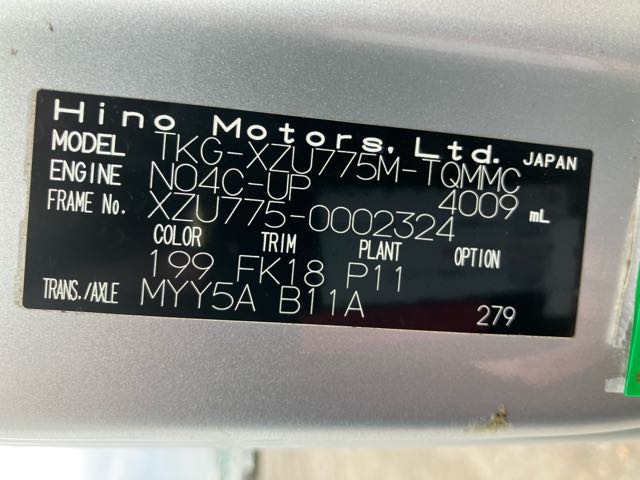 Hino Motors, Ltd. JAPAN
MODEL TKG-XZU775M-TQMMC
ENGINE N04C-UP 4009 mL
FRAME No. XZU775-0002324
COLOR TRIM PLANT OPTION
199 FK18 P11
TRANS./AXLE MYY5A B11A 279